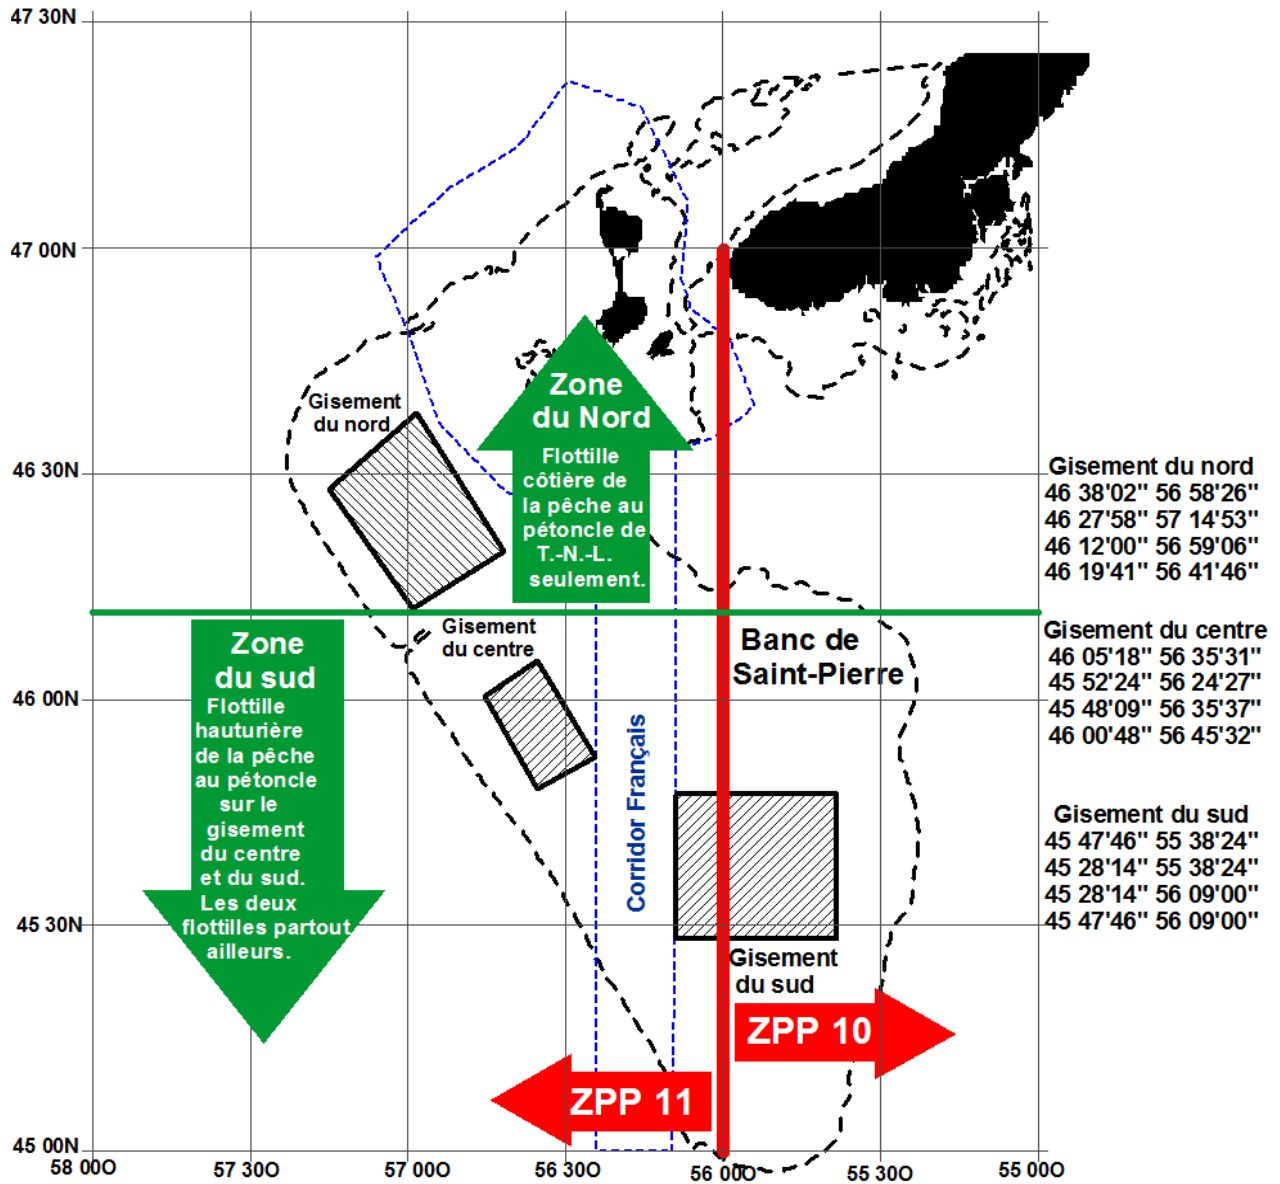 47 30N
47 00N
46 30N
46 00N
45 30N
45 00N
58 00O
57 30O
57 00O
56 30O
56 00O
55 30O
55 00O
Gisement
du nord
Zone
du Nord
Flottille
côtière de
la pêche au
pétoncle de
T.-N.-L.
seulement.
Zone
du sud
Flottille
hauturière
de la pêche
au pétoncle
sur le
gisement
du centre
et du sud.
Les deux
flottilles partout
ailleurs.
Gisement
du centre
Corridor Français
Banc de
Saint-Pierre
Gisement
du sud
ZPP 10
ZPP 11
Gisement du nord
46 38'02" 56 58'26"
46 27'58" 57 14'53"
46 12'00" 56 59'06"
46 19'41" 56 41'46"
Gisement du centre
46 05'18" 56 35'31"
45 52'24" 56 24'27"
45 48'09" 56 35'37"
46 00'48" 56 45'32"
Gisement du sud
45 47'46" 55 38'24"
45 28'14" 55 38'24"
45 28'14" 56 09'00"
45 47'46" 56 09'00"